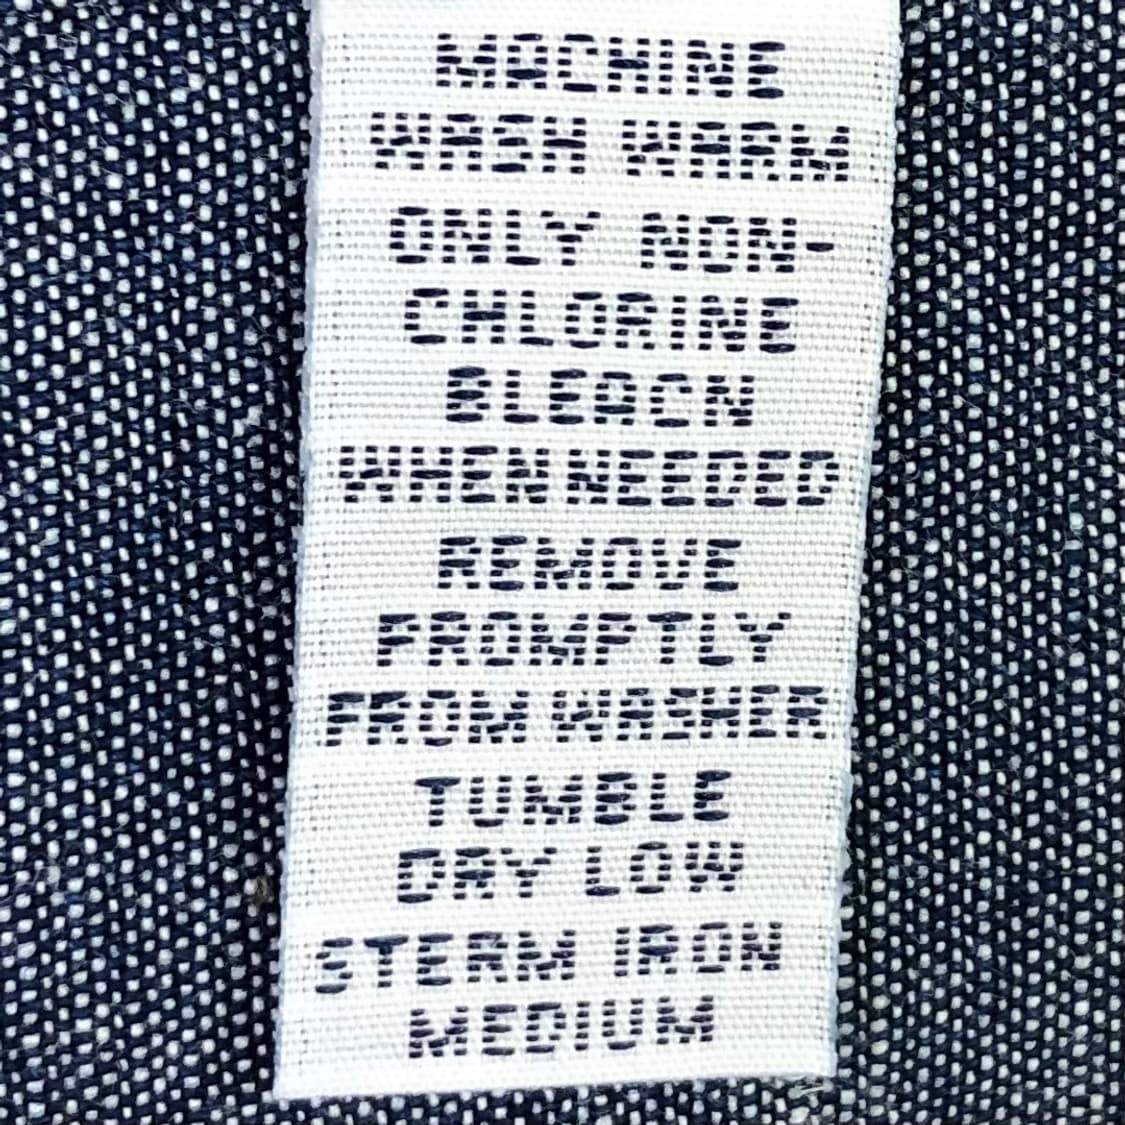 MACHINE
WASH WARM
ONLY NON-
CHLORINE
BLEACH
WHEN NEEDED
REMOVE
PROMPTLY
FROM WASHER
TUMBLE
DRY LOW
STEAM IRON
MEDIUM